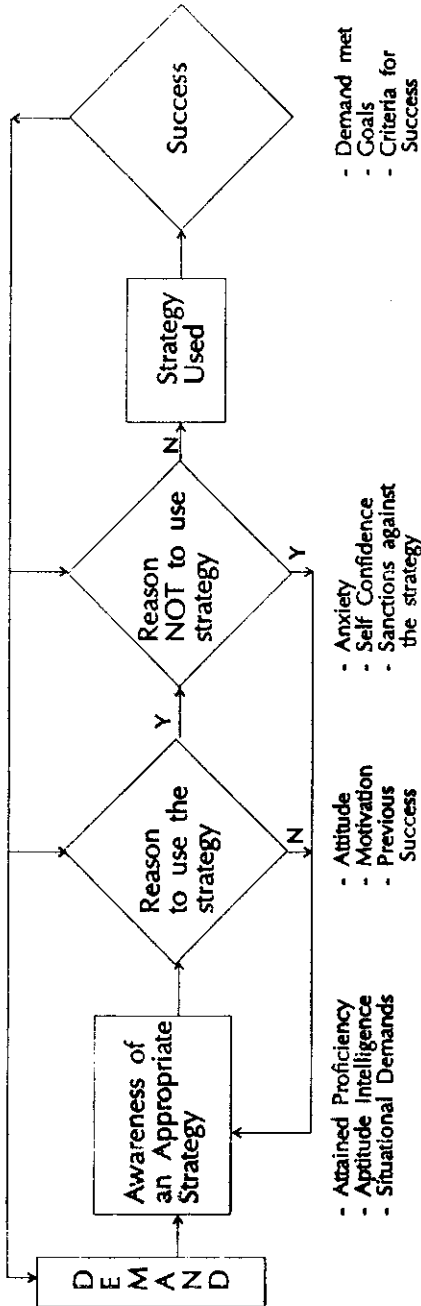 D
E
M
A
N
D
Awareness of
an Appropriate
Strategy
Reason
to use the
strategy
Y
N
Reason
NOT to use
strategy
N
Y
Strategy
Used
Success
- Attained Proficiency
- Aptitude Intelligence
- Situational Demands
- Attitude
- Motivation
- Previous
Success
- Anxiety
- Self Confidence
- Sanctions against
the strategy
- Demand met
- Goals
- Criteria for
Success